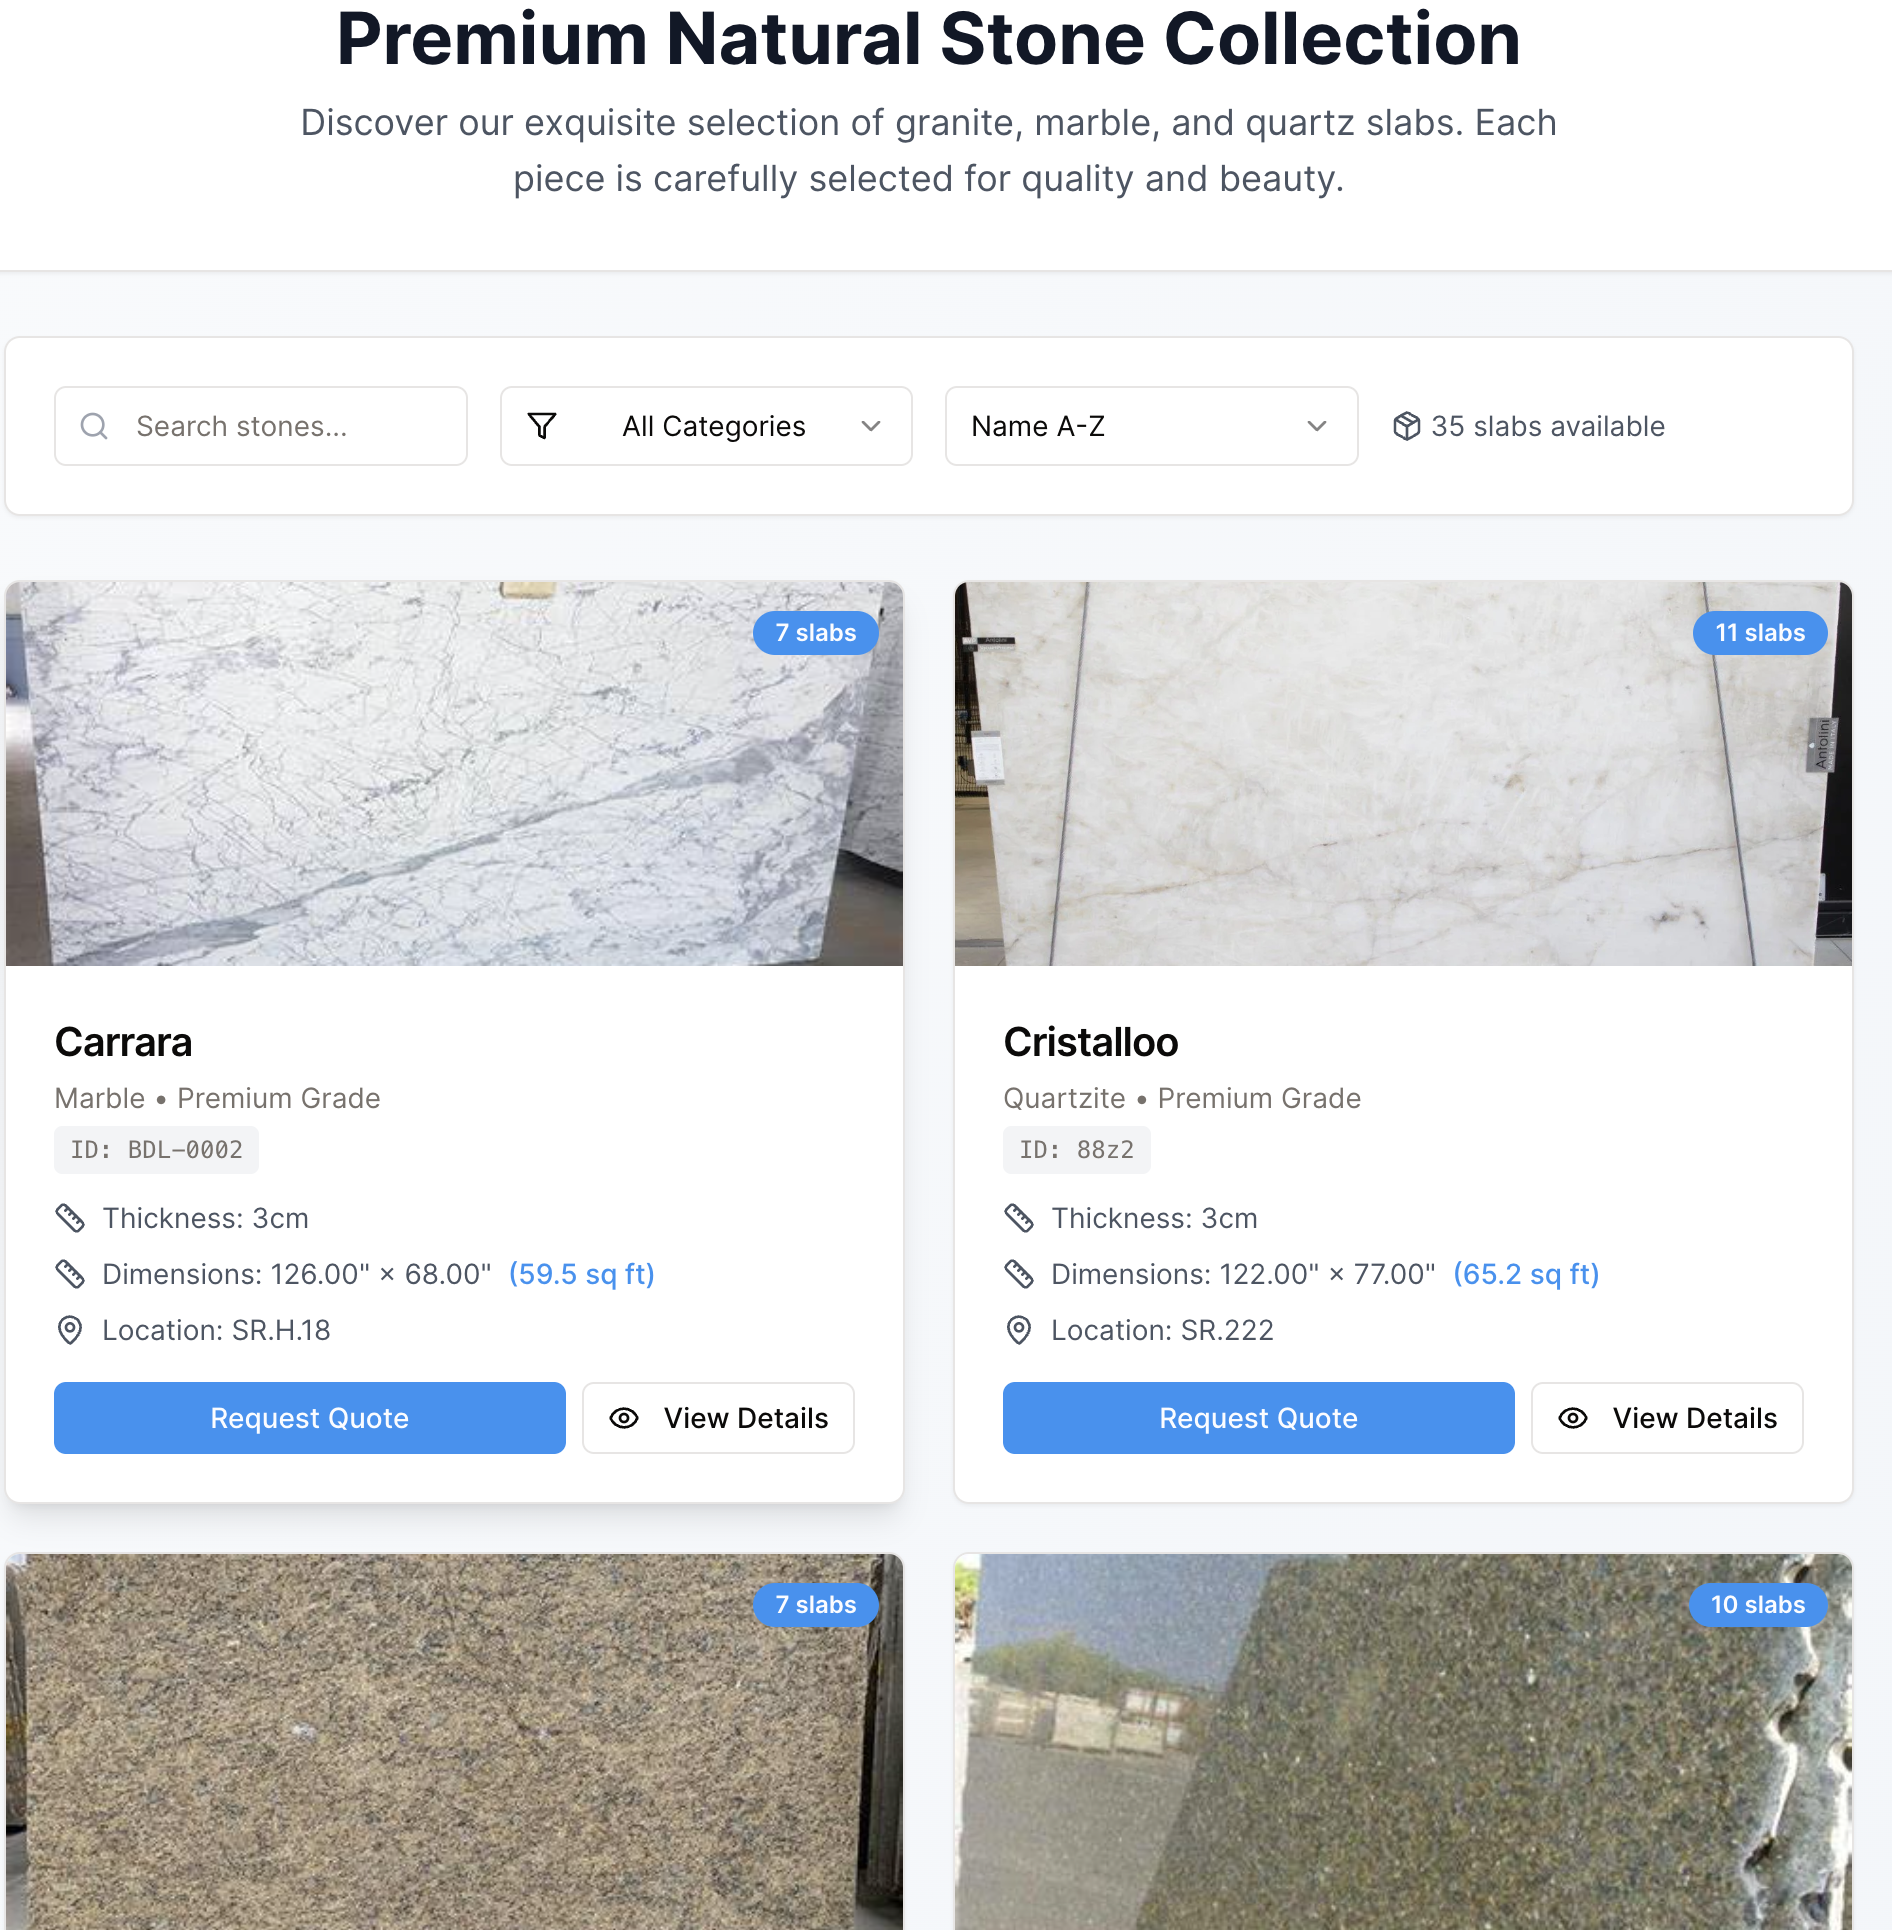 Premium Natural Stone Collection
Discover our exquisite selection of granite, marble, and quartz slabs. Each
piece is carefully selected for quality and beauty.
Search stones...
All Categories
Name A-Z
35 slabs available
7 slabs
Carrara
Marble • Premium Grade
ID: BDL-0002
Thickness: 3cm
Dimensions: 126.00" × 68.00" (59.5 sq ft)
Location: SR.H.18
Request Quote
View Details
11 slabs
Antolini
Cristalloo
Quartzite • Premium Grade
ID: 88z2
Thickness: 3cm
Dimensions: 122.00" × 77.00" (65.2 sq ft)
Location: SR.222
Request Quote
View Details
7 slabs
10 slabs